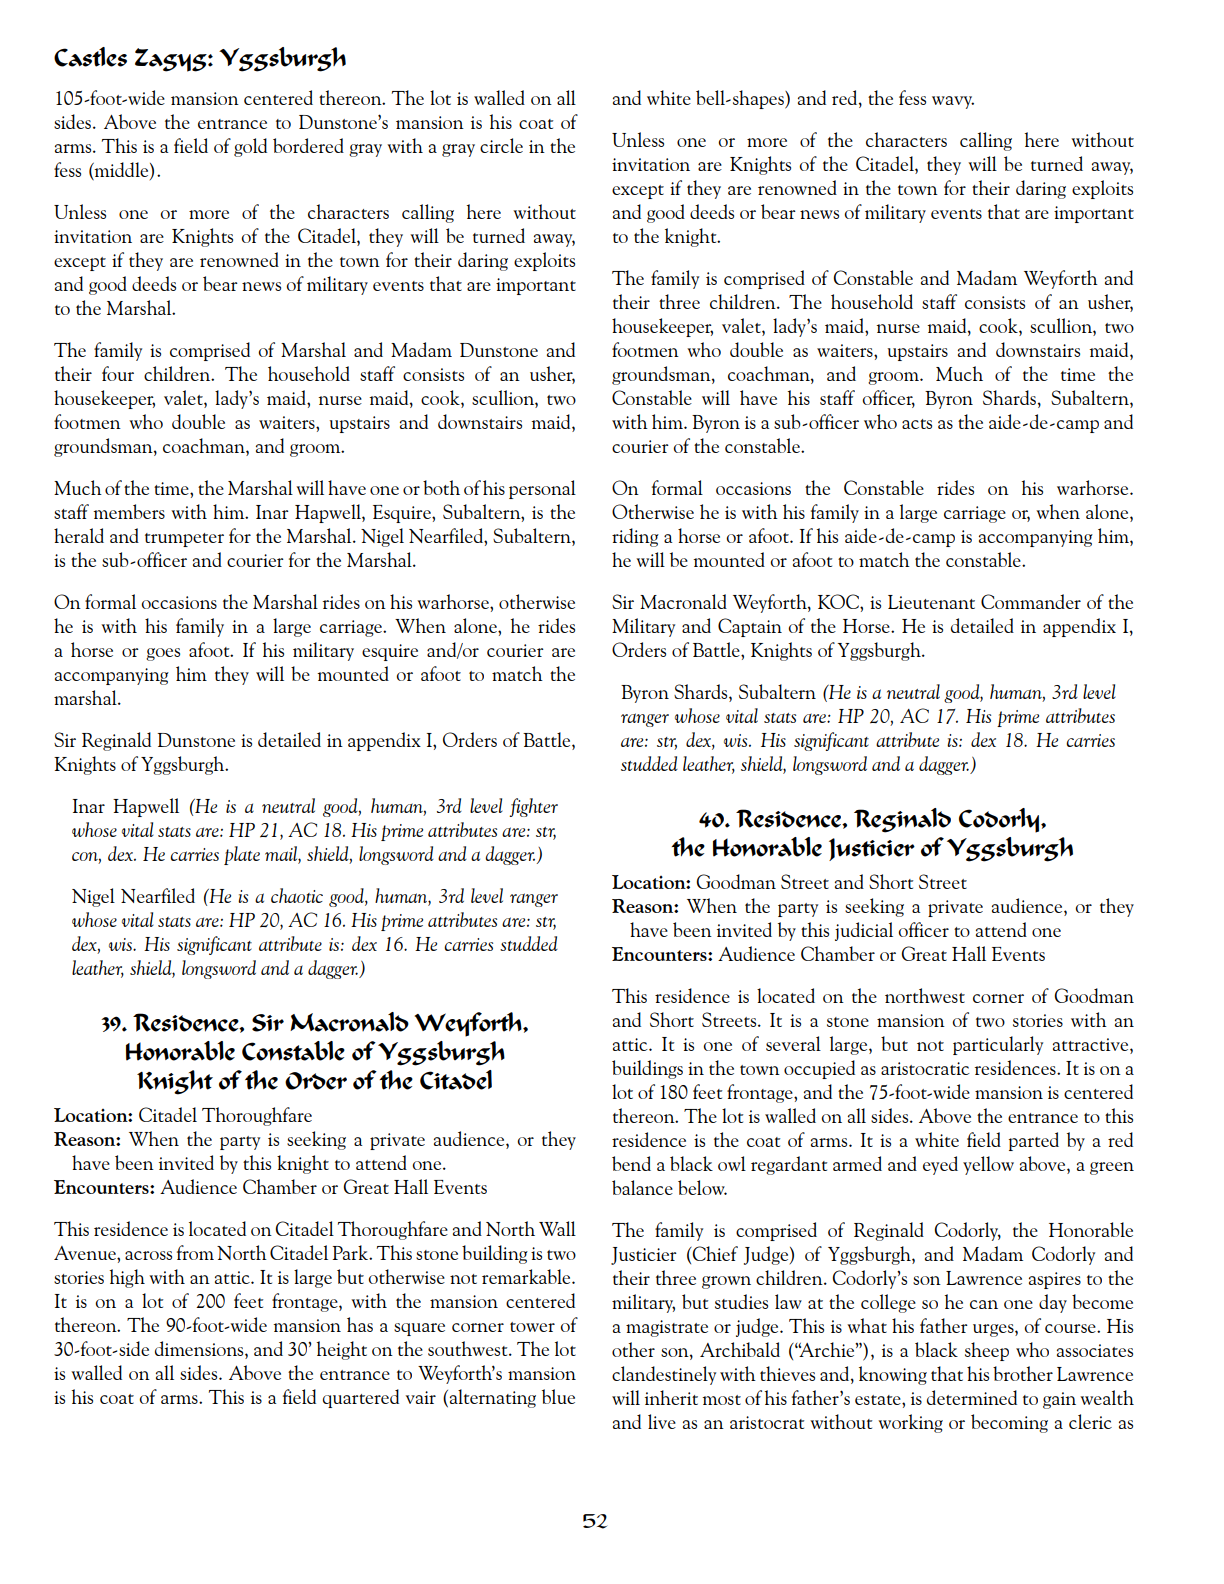 Castles Zagyg: Yggsburgh
105-foot-wide mansion centered thereon. The lot is walled on all
sides. Above the entrance to Dunstone's mansion is his coat of
arms. This is a field of gold bordered gray with a gray circle in the
fess (middle).
Unless one or more of the characters calling here without
invitation are Knights of the Citadel, they will be turned away,
except if they are renowned in the town for their daring exploits
and good deeds or bear news of military events that are important
to the Marshal.
The family is comprised of Marshal and Madam Dunstone and
their four children. The household staff consists of an usher,
housekeeper, valet, lady's maid, nurse maid, cook, scullion, two
footmen who double as waiters, upstairs and downstairs maid,
groundsman, coachman, and groom.
Much of the time, the Marshal will have one or both of his personal
staff members with him. Inar Hapwell, Esquire, Subaltern, is the
herald and trumpeter for the Marshal. Nigel Nearfiled, Subaltern,
is the sub-officer and courier for the Marshal.
On formal occasions the Marshal rides on his warhorse, otherwise
he is with his family in a large carriage. When alone, he rides
a horse or goes afoot. If his military esquire and/or courier are
accompanying him they will be mounted or afoot to match the
marshal.
Sir Reginald Dunstone is detailed in appendix I, Orders of Battle,
Knights of Yggsburgh.
Inar Hapwell (He is a neutral good, human, 3rd level fighter
whose vital stats are: HP 21, AC 18. His prime attributes are: str,
con, dex. He carries plate mail, shield, longsword and a dagger.)
Nigel Nearfiled (He is a chaotic good, human, 3rd level ranger
whose vital stats are: HP 20, AC 16. His prime attributes are: str,
dex, wis. His significant attribute is: dex 16. He carries studded
leather, shield, longsword and a dagger.)
39. Residence, Sir Macronald Weyforth,
Honorable Constable of Yggsburgh
Knight of the Order of the Citadel
Location: Citadel Thoroughfare
Reason: When the party is seeking a private audience, or they
have been invited by this knight to attend one.
Encounters: Audience Chamber or Great Hall Events
This residence is located on Citadel Thoroughfare and North Wall
Avenue, across from North Citadel Park. This stone building is two
stories high with an attic. It is large but otherwise not remarkable.
It is on a lot of 200 feet frontage, with the mansion centered
thereon. The 90-foot-wide mansion has a square corner tower of
30-foot-side dimensions, and 30' height on the southwest. The lot
is walled on all sides. Above the entrance to Weyforth's mansion
is his coat of arms. This is a field quartered vair (alternating blue
and white bell-shapes) and red, the fess wavy.
Unless one or more of the characters calling here without
invitation are Knights of the Citadel, they will be turned away,
except if they are renowned in the town for their daring exploits
and good deeds or bear news of military events that are important
to the knight.
The family is comprised of Constable and Madam Weyforth and
their three children. The household staff consists of an usher,
housekeeper, valet, lady's maid, nurse maid, cook, scullion, two
footmen who double as waiters, upstairs and downstairs maid,
groundsman, coachman, and groom. Much of the time the
Constable will have his staff officer, Byron Shards, Subaltern,
with him. Byron is a sub-officer who acts as the aide-de-camp and
courier of the constable.
On formal occasions the Constable rides on his warhorse.
Otherwise he is with his family in a large carriage or, when alone,
riding a horse or afoot. If his aide-de-camp is accompanying him,
he will be mounted or afoot to match the constable.
Sir Macronald Weyforth, KOC, is Lieutenant Commander of the
Military and Captain of the Horse. He is detailed in appendix I,
Orders of Battle, Knights of Yggsburgh.
Byron Shards, Subaltern (He is a neutral good, human, 3rd level
ranger whose vital stats are: HP 20, AC 17. His prime attributes
are: str, dex, wis. His significant attribute is: dex 18. He carries
studded leather, shield, longsword and a dagger.)
40. Residence, Reginald Codorly,
the Honorable Justicier of Yggsburgh
Location: Goodman Street and Short Street
Reason: When the party is seeking a private audience, or they
have been invited by this judicial officer to attend one
Encounters: Audience Chamber or Great Hall Events
This residence is located on the northwest corner of Goodman
and Short Streets. It is a stone mansion of two stories with an
attic. It is one of several large, but not particularly attractive,
buildings in the town occupied as aristocratic residences. It is on a
lot of 180 feet frontage, and the 75-foot-wide mansion is centered
thereon. The lot is walled on all sides. Above the entrance to this
residence is the coat of arms. It is a white field parted by a red
bend a black owl regardant armed and eyed yellow above, a green
balance below.
The family is comprised of Reginald Codorly, the Honorable
Justicier (Chief Judge) of Yggsburgh, and Madam Codorly and
their three grown children. Codorly's son Lawrence aspires to the
military, but studies law at the college so he can one day become
a magistrate or judge. This is what his father urges, of course. His
other son, Archibald ("Archie"), is a black sheep who associates
clandestinely with thieves and, knowing that his brother Lawrence
will inherit most of his father's estate, is determined to gain wealth
and live as an aristocrat without working or becoming a cleric as
52